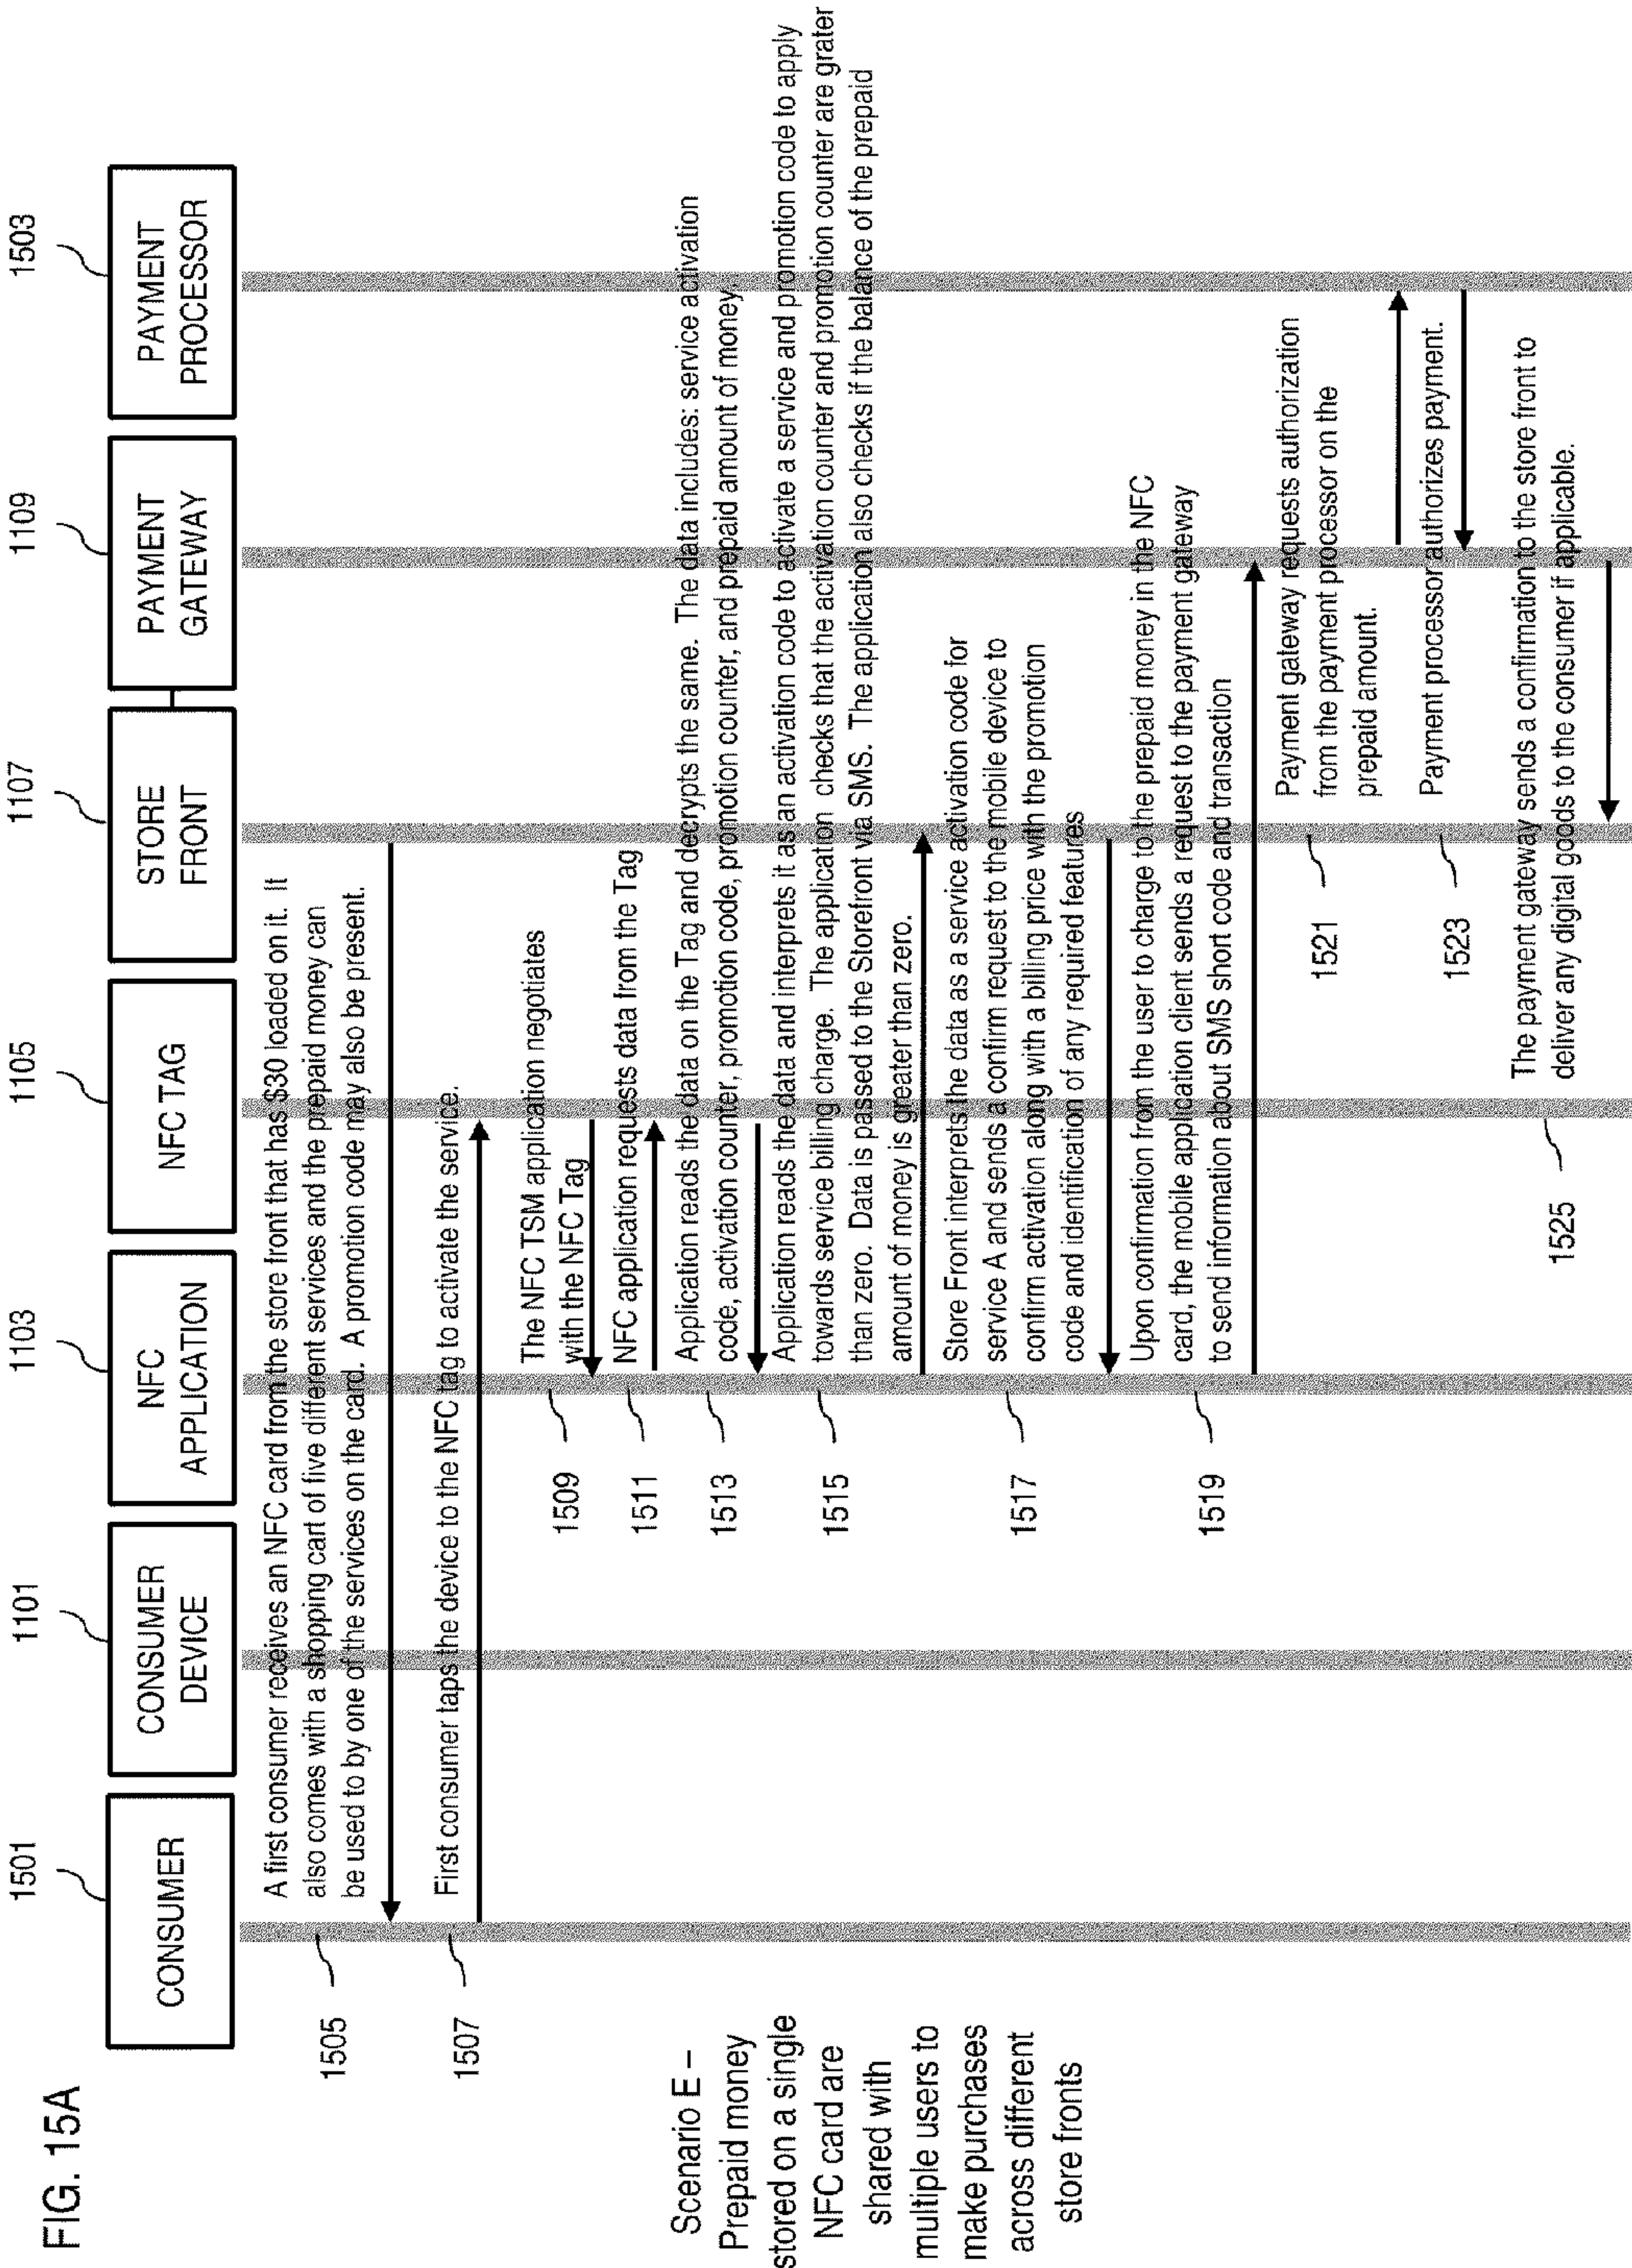 FIG. 15A
1501
1101
1103
1105
1107
1109
1503
CONSUMER
CONSUMER
DEVICE
NFC
APPLICATION
NFC TAG
STORE
FRONT
PAYMENT
GATEWAY
PAYMENT
PROCESSOR
1505
A first consumer receives an NFC card from the store front that has $30 loaded on it.  It
also comes with a shopping cart of five different services and the prepaid money can
be used to by one of the services on the card.  A promotion code may also be present.
1507
First consumer taps the device to the NFC tag to activate the service.
Scenario E –
Prepaid money
stored on a single
NFC card are
shared with
multiple users to
make purchases
across different
store fronts
1509
The NFC TSM application negotiates
with the NFC Tag
1511
NFC application requests data from the Tag
1513
Application reads the data on the Tag and decrypts the same.  The data includes: service activation
code, activation counter, promotion code, promotion counter, and prepaid amount of money.
1515
Application reads the data and interprets it as an activation code to activate a service and promotion code to apply
towards service billing charge.  The application  checks that the activation counter and promotion counter are grater
than zero.  Data is passed to the Storefront via SMS.  The application also checks if the balance of the prepaid
amount of money is greater than zero.
1517
Store Front interprets the data as a service activation code for
service A and sends a confirm request to the mobile device to
confirm activation along with a billing price with the promotion
code and identification of any required features
1519
Upon confirmation from the user to charge to the prepaid money in the NFC
card, the mobile application client sends a request to the payment gateway
to send information about SMS short code and transaction
1521
Payment gateway requests authorization
from the payment processor on the
prepaid amount.
1523
Payment processor authorizes payment.
1525
The payment gateway sends a confirmation to the store front to
deliver any digital goods to the consumer if applicable.